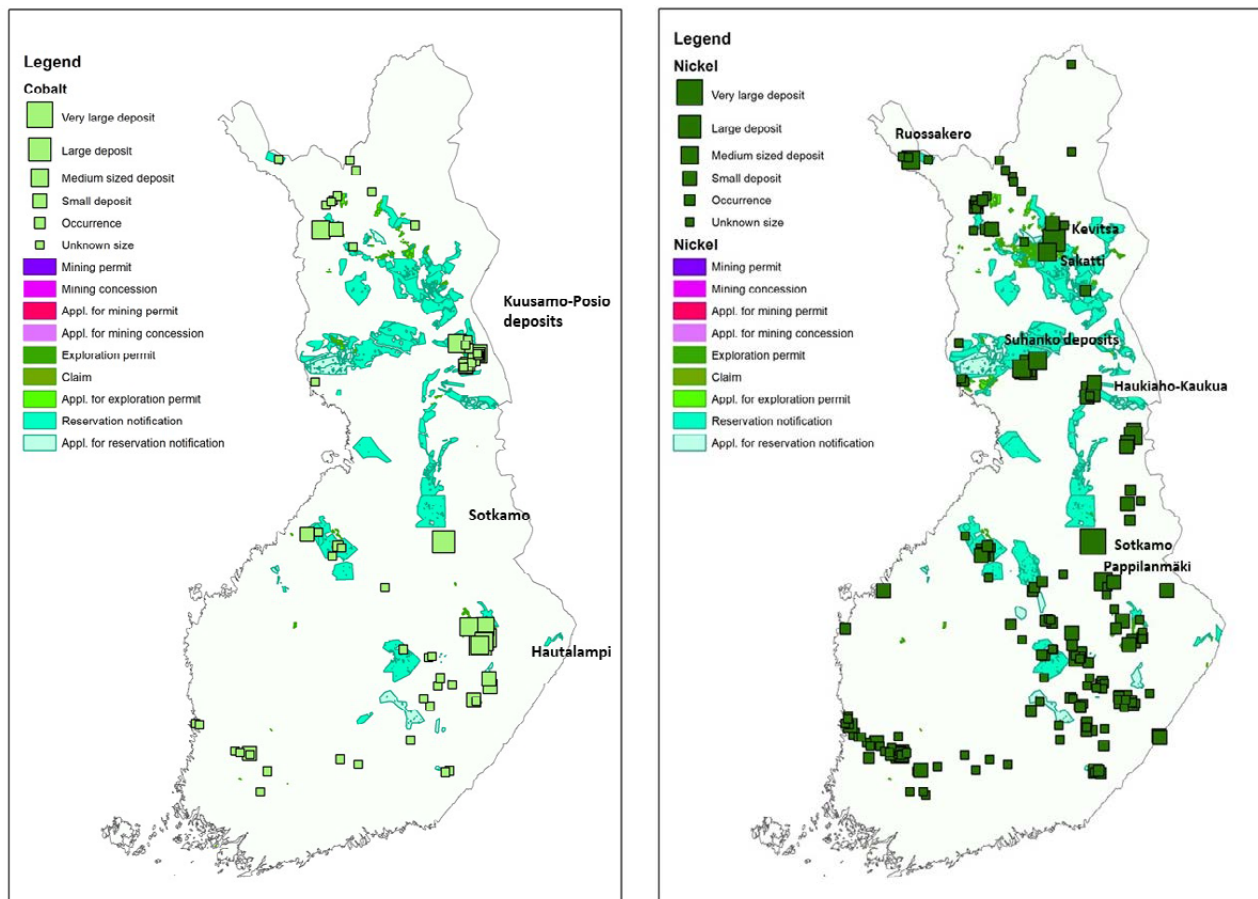 Legend
Cobalt
Very large deposit
Large deposit
Medium sized deposit
Small deposit
Occurrence
Unknown size
Mining permit
Mining concession
Appl. for mining permit
Appl. for mining concession
Exploration permit
Claim
Appl. for exploration permit
Reservation notification
Appl. for reservation notification
Kuusamo-Posio
deposits
Sotkamo
Hautalampi
Legend
Nickel
Very large deposit
Large deposit
Medium sized deposit
Small deposit
Occurrence
Unknown size
Nickel
Mining permit
Mining concession
Appl. for mining permit
Appl. for mining concession
Exploration permit
Claim
Appl. for exploration permit
Reservation notification
Appl. for reservation notification
Ruossakero
Kevitsa
Sakatti
Suhanko deposits
Haukiaho-Kaukua
Sotkamo
Pappilanmäki